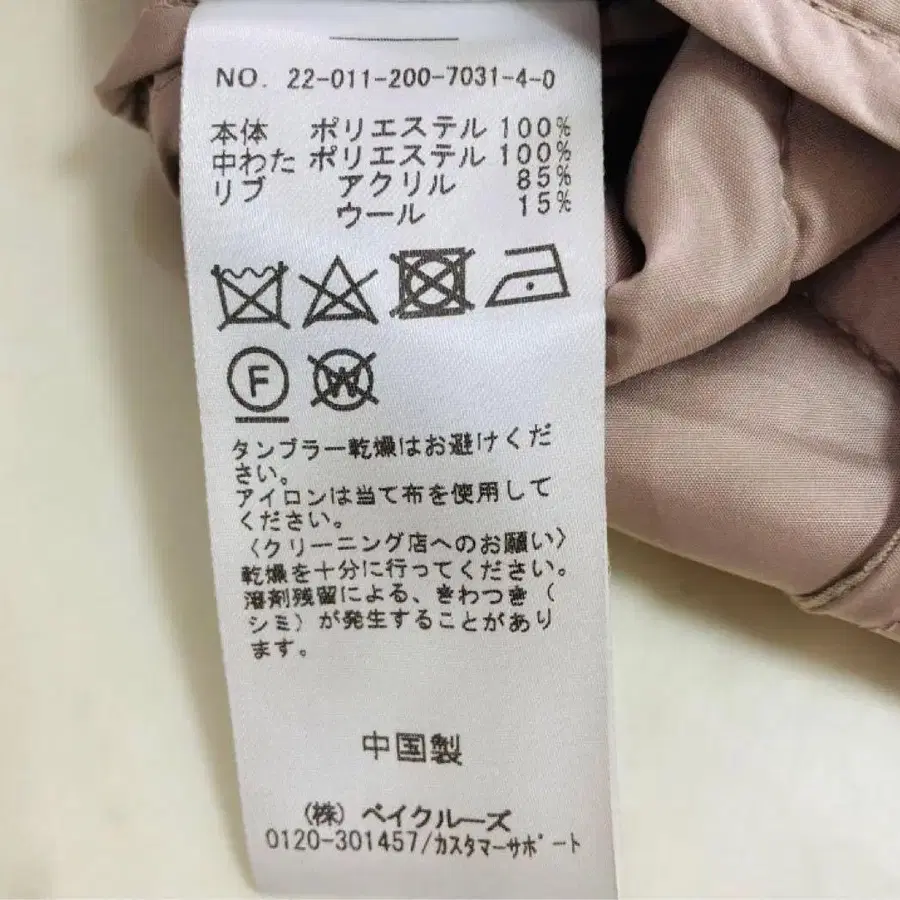 NO. 22-011-200-7031-4-0
本体 ポリエステル 100%
中わた ポリエステル 100%
リブ アクリル 85%
ウール 15%
F W
タンブラー乾燥はお避けくだ
さい。
アイロンは当て布を使用して
ください。
〈クリーニング店へのお願い〉
乾燥を十分に行ってください。
溶剤残留による、きわつき(
シミ)が発生することがあり
ます。
中国製
(株)ベイクルーズ
0120-301457/カスタマーサポート